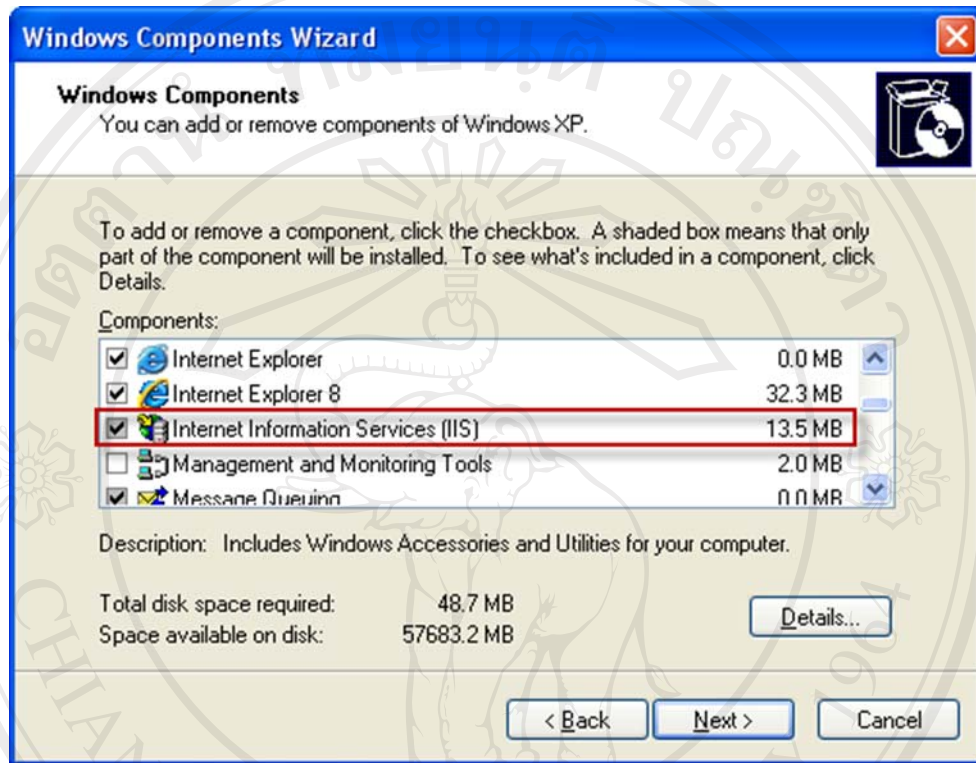 Windows Components Wizard
Windows Components
You can add or remove components of Windows XP.
To add or remove a component, click the checkbox. A shaded box means that only
part of the component will be installed. To see what's included in a component, click
Details.
Components:
Internet Explorer 0.0 MB
Internet Explorer 8 32.3 MB
Internet Information Services (IIS) 13.5 MB
Management and Monitoring Tools 2.0 MB
Message Queuing 0.0 MB
Description: Includes Windows Accessories and Utilities for your computer.
Total disk space required: 48.7 MB
Space available on disk: 57683.2 MB
Details...
< Back Next > Cancel